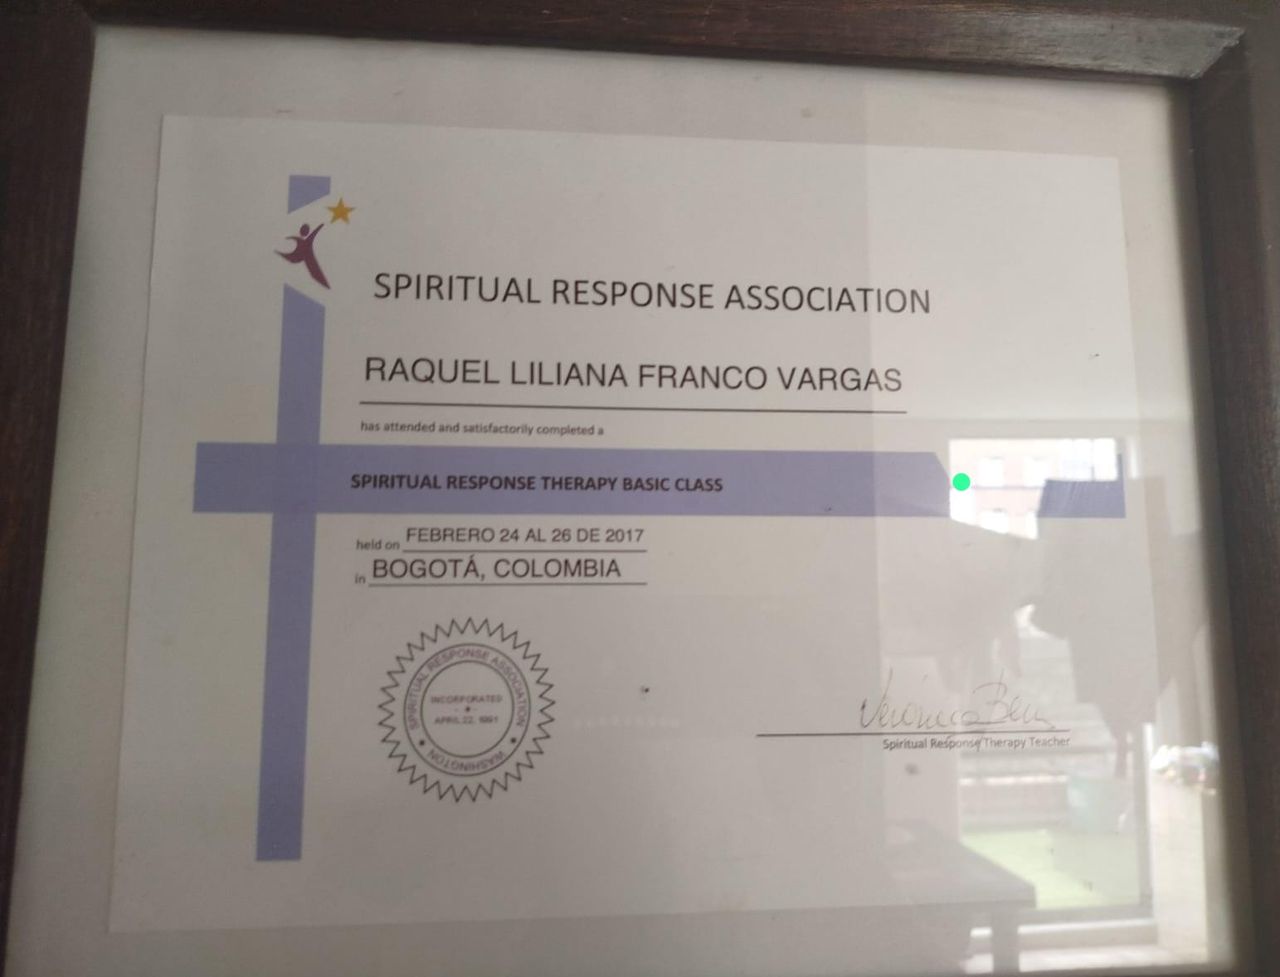 SPIRITUAL RESPONSE ASSOCIATION
RAQUEL LILIANA FRANCO VARGAS
has attended and satisfactorily completed a
SPIRITUAL RESPONSE THERAPY BASIC CLASS
held on FEBRERO 24 AL 26 DE 2017
in BOGOTÁ, COLOMBIA
SPIRITUAL RESPONSE ASSOCIATION
INCORPORATED
APRIL 22, 1991
WASHINGTON
Verónica
Spiritual Response Therapy Teacher